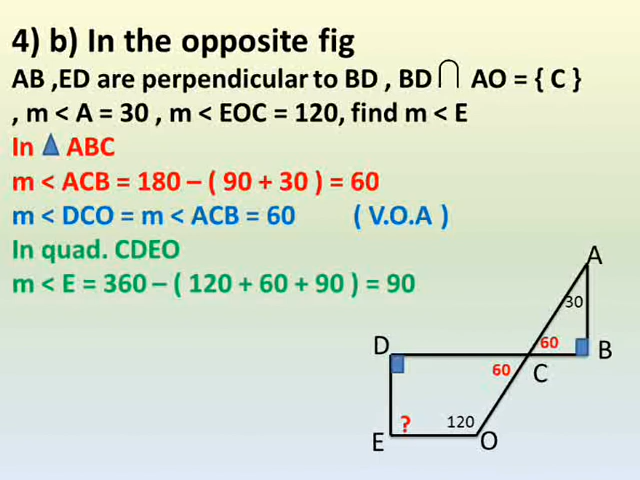 4) b) In the opposite fig
AB ,ED are perpendicular to BD , BD ∩ AO = { C }
, m < A = 30 , m < EOC = 120, find m < E
In ABC
m < ACB = 180 – ( 90 + 30 ) = 60
m < DCO = m < ACB = 60 ( V.O.A )
In quad. CDEO
m < E = 360 – ( 120 + 60 + 90 ) = 90
A
30
60
B
D
60
C
?
120
E
O